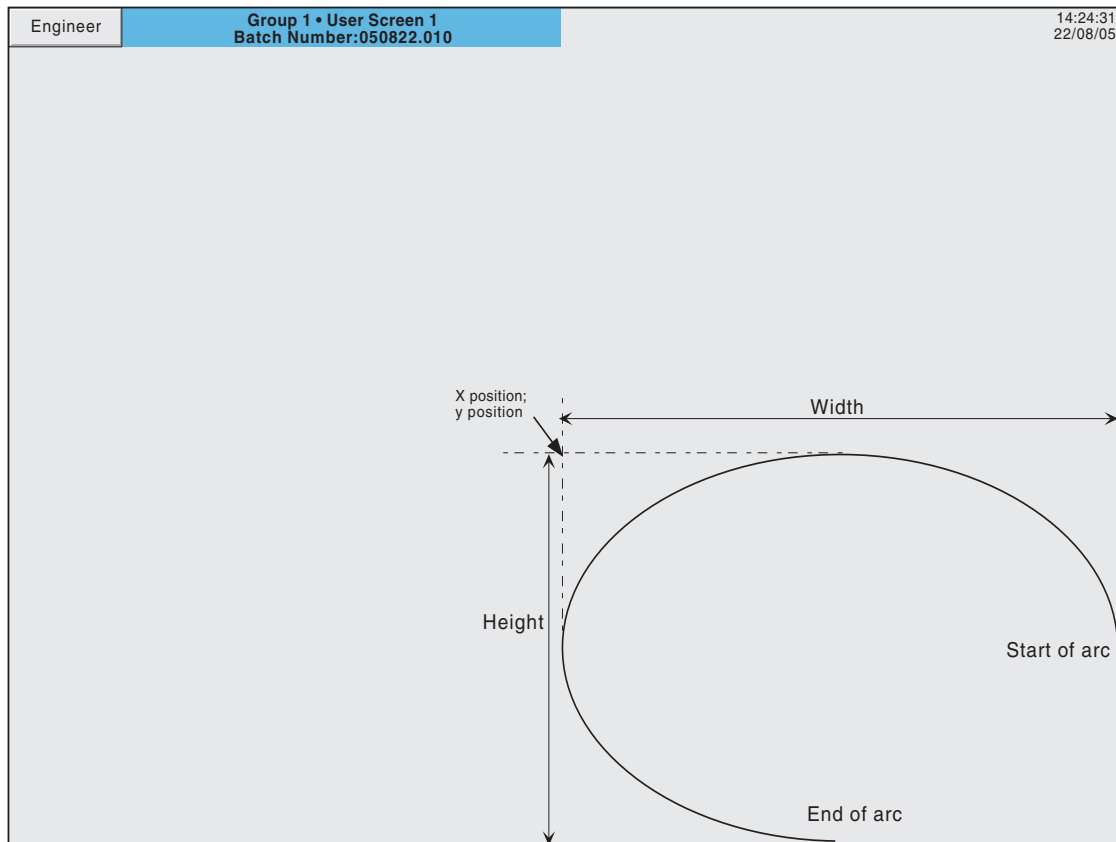 Engineer
Group 1 • User Screen 1
Batch Number:050822.010
14:24:31
22/08/05
X position;
y position
Width
Height
Start of arc
End of arc